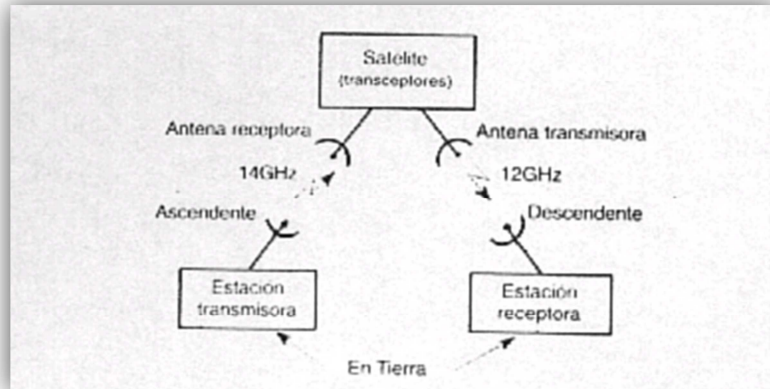 Satélite
(transceptores)
Antena receptora
Antena transmisora
14GHz
12GHz
Ascendente
Descendente
Estación
transmisora
Estación
receptora
En Tierra